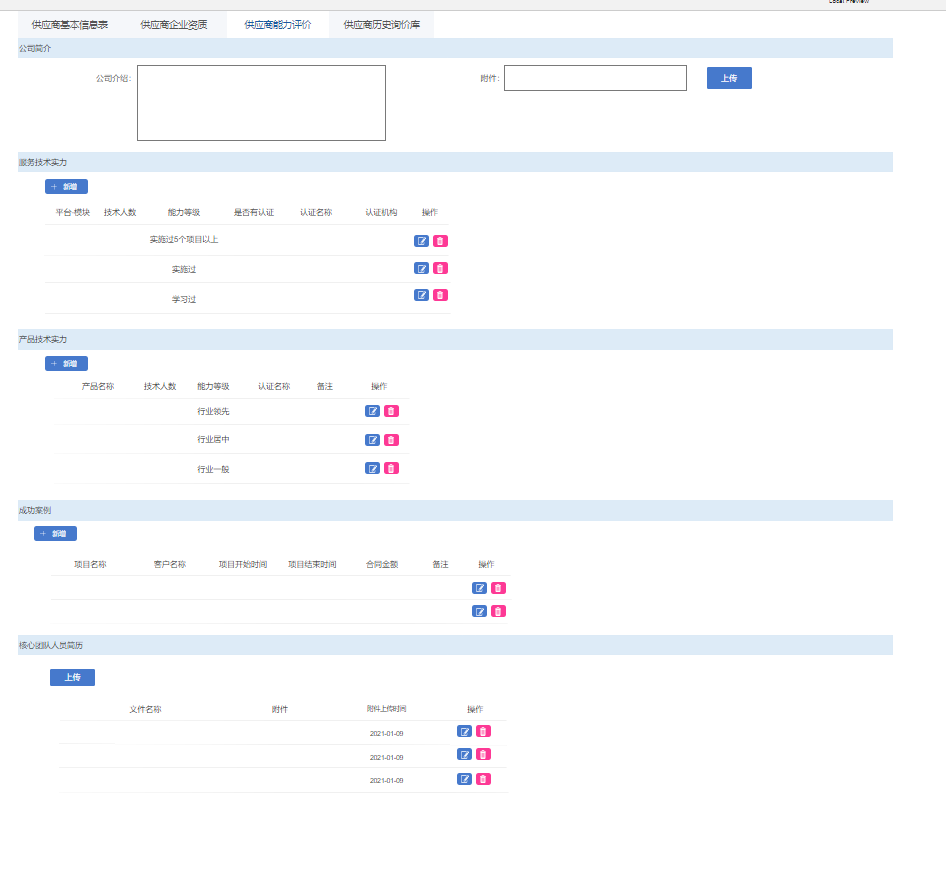 Local Preview
供应商基本信息表 供应商企业资质 供应商能力评价 供应商历史询价库
公司简介
公司介绍: 附件: 上传
服务技术实力
+ 新增
平台-模块 技术人数 能力等级 是否有认证 认证名称 认证机构 操作
实施过5个项目以上
实施过
学习过
产品技术实力
+ 新增
产品名称 技术人数 能力等级 认证名称 备注 操作
行业领先
行业居中
行业一般
成功案例
+ 新增
项目名称 客户名称 项目开始时间 项目结束时间 合同金额 备注 操作
核心团队人员简历
上传
文件名称 附件 附件上传时间 操作
2021-01-09
2021-01-09
2021-01-09